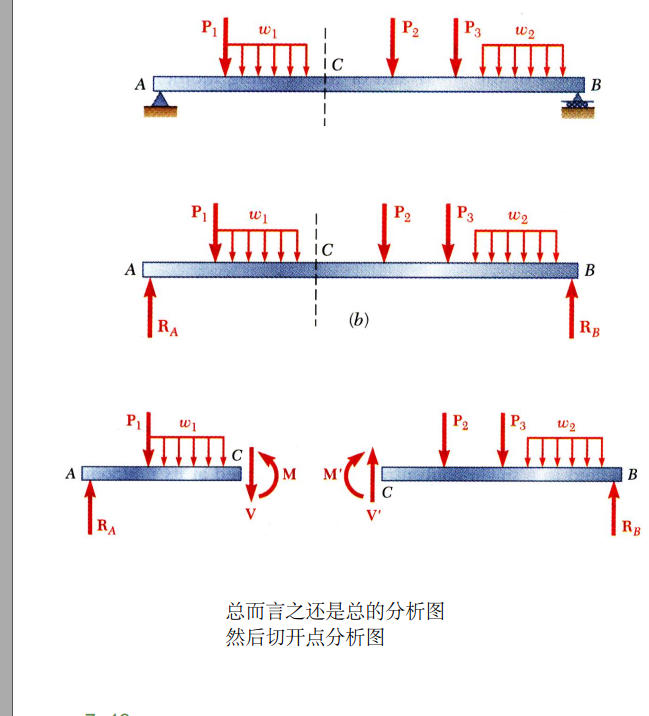 P1 w1 P2 P3 w2
A C B
P1 w1 P2 P3 w2
A C B
RA (b) RB
P1 w1 P2 P3 w2
A C M M' C B
RA V V' RB
总而言之还是总的分析图
然后切开点分析图